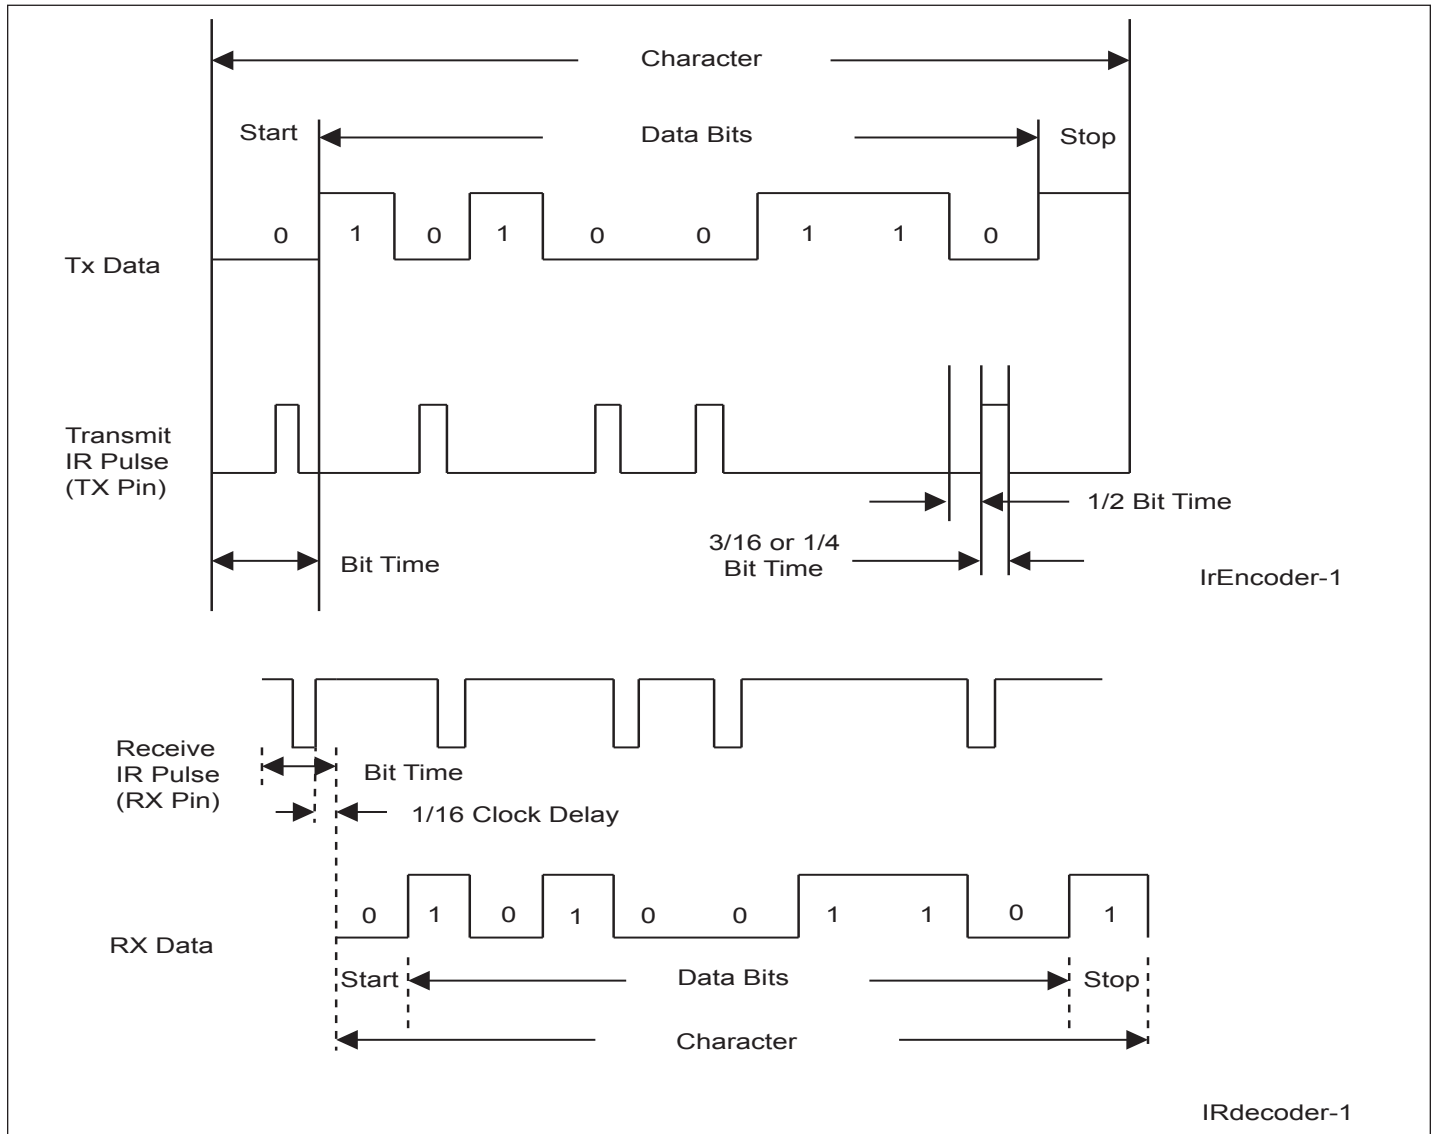 Character
Start Data Bits Stop
0 1 0 1 0 0 1 1 0
Tx Data
Transmit
IR Pulse
(TX Pin)
1/2 Bit Time
3/16 or 1/4
Bit Time
Bit Time
IrEncoder-1
Receive
IR Pulse
(RX Pin)
Bit Time
1/16 Clock Delay
0 1 0 1 0 0 1 1 0 1
RX Data
Start Data Bits Stop
Character
IRdecoder-1